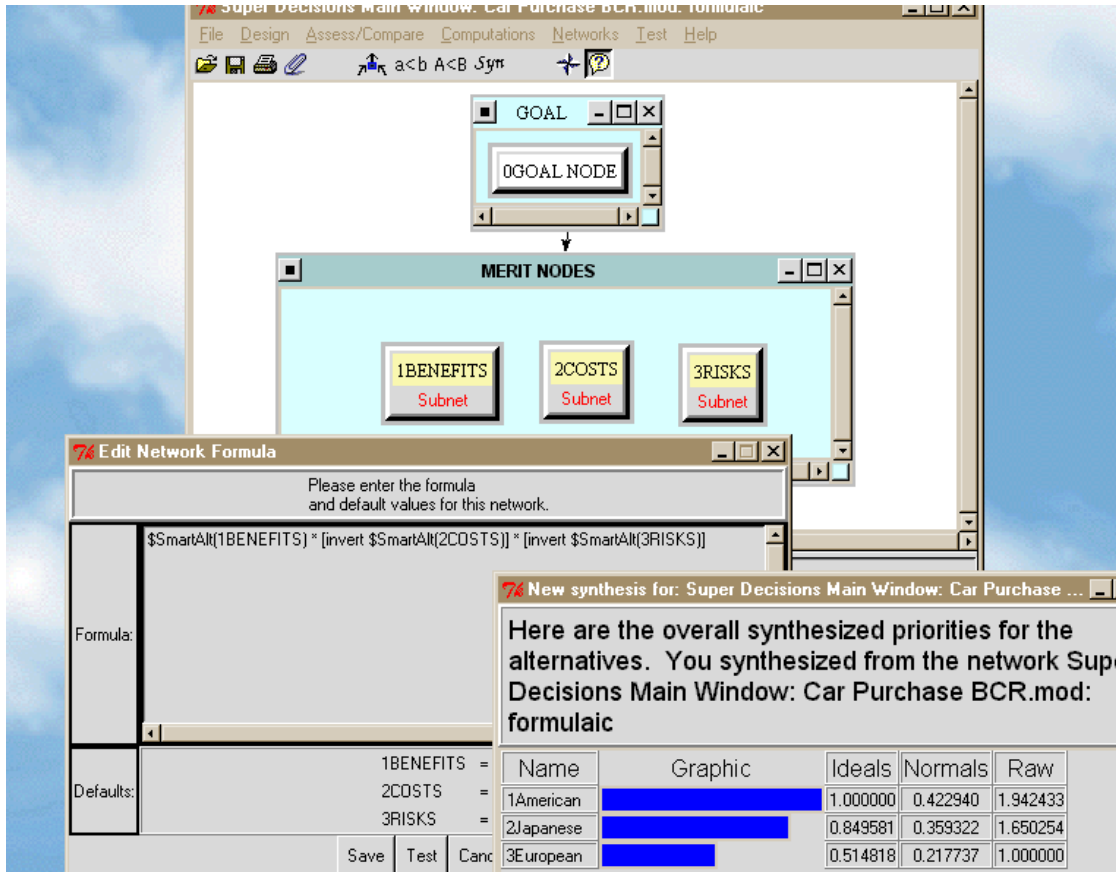 Super Decisions Main Window: Car Purchase BCR.mod: formulaic
File Design Assess/Compare Computations Networks Test Help
a<b A<B Syn
GOAL
0GOAL NODE
MERIT NODES
1BENEFITS
Subnet
2COSTS
Subnet
3RISKS
Subnet
Edit Network Formula
Please enter the formula
and default values for this network.
Formula:
$SmartAlt(1BENEFITS) * [invert $SmartAlt(2COSTS)] * [invert $SmartAlt(3RISKS)]
Defaults:
1BENEFITS =
2COSTS =
3RISKS =
Save Test Canc
New synthesis for: Super Decisions Main Window: Car Purchase ...
Here are the overall synthesized priorities for the
alternatives. You synthesized from the network Supe
Decisions Main Window: Car Purchase BCR.mod:
formulaic
Name Graphic Ideals Normals Raw
1American 1.000000 0.422940 1.942433
2Japanese 0.849581 0.359322 1.650254
3European 0.514818 0.217737 1.000000